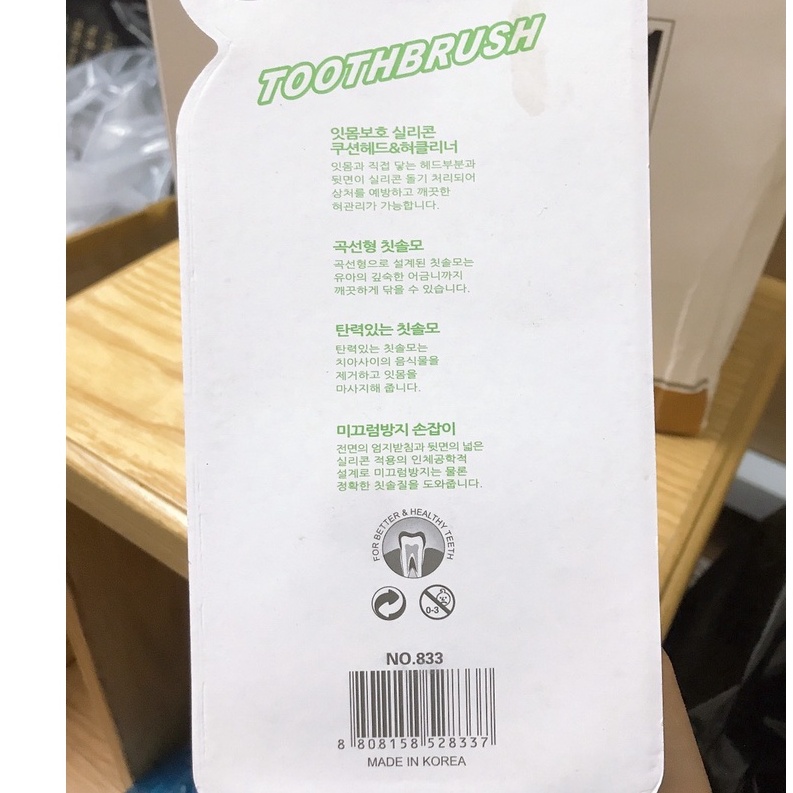 TOOTHBRUSH
잇몸보호 실리콘
쿠션헤드&혀클리너
잇몸과 직접 닿는 헤드부분과
뒷면이 실리콘 돌기 처리되어
상처를 예방하고 깨끗한
혀관리가 가능합니다.
곡선형 칫솔모
곡선형으로 설계된 칫솔모는
유아의 깊숙한 어금니까지
깨끗하게 닦을 수 있습니다.
탄력있는 칫솔모
탄력있는 칫솔모는
치아사이의 음식물을
제거하고 잇몸을
마사지해 줍니다.
미끄럼방지 손잡이
전면의 엄지받침과 뒷면의 넓은
실리콘 적용의 인체공학적
설계로 미끄럼방지는 물론
정확한 칫솔질을 도와줍니다.
FOR BETTER & HEALTHY TEETH
0-3
NO.833
8 808158 528337
MADE IN KOREA